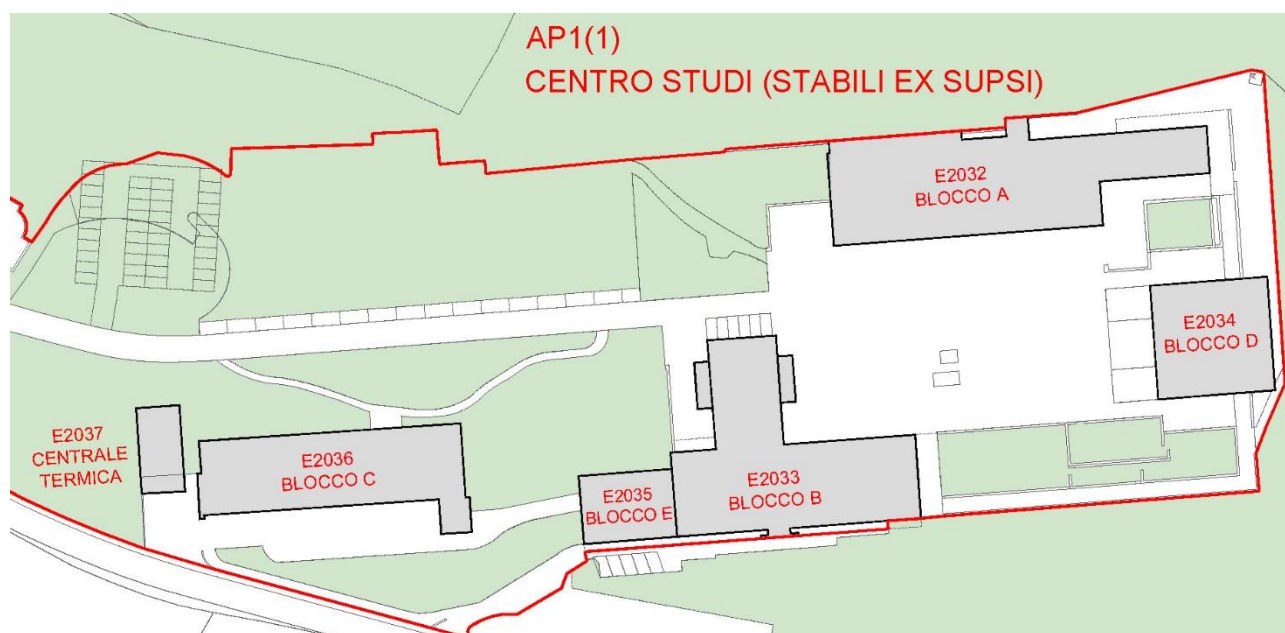 AP1(1)
CENTRO STUDI (STABILI EX SUPSI)
E2032
BLOCCO A
E2034
BLOCCO D
E2037
CENTRALE
TERMICA
E2036
BLOCCO C
E2035
BLOCCO E
E2033
BLOCCO B